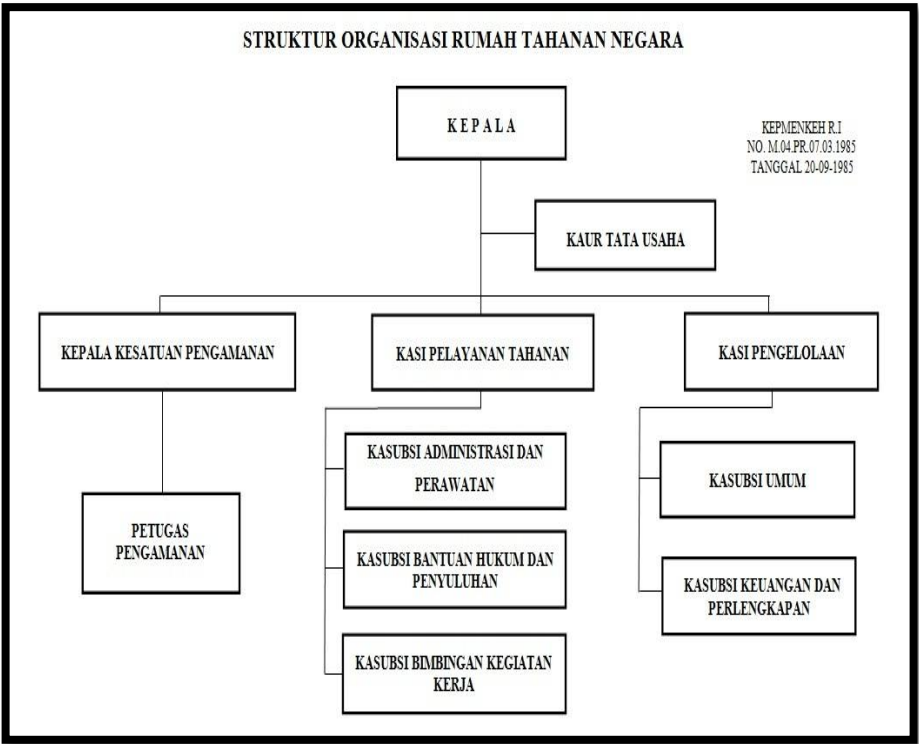 STRUKTUR ORGANISASI RUMAH TAHANAN NEGARA
K E P A L A
KEPMENKEH R.I
NO. M.04.PR.07.03.1985
TANGGAL 20-09-1985
KAUR TATA USAHA
KEPALA KESATUAN PENGAMANAN
KASI PELAYANAN TAHANAN
KASI PENGELOLAAN
PETUGAS
PENGAMANAN
KASUBSI ADMINISTRASI DAN
PERAWATAN
KASUBSI BANTUAN HUKUM DAN
PENYULUHAN
KASUBSI BIMBINGAN KEGIATAN
KERJA
KASUBSI UMUM
KASUBSI KEUANGAN DAN
PERLENGKAPAN